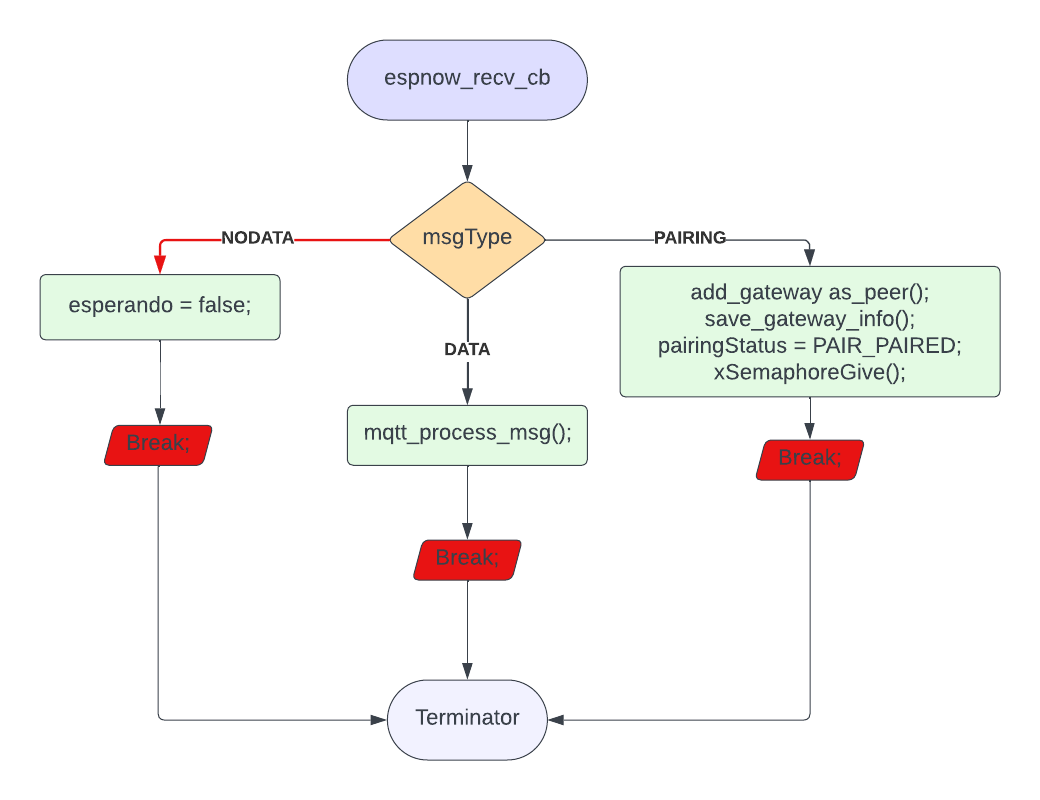 espnow_recv_cb
msgType
NODATA
PAIRING
DATA
esperando = false;
add_gateway as_peer();
save_gateway_info();
pairingStatus = PAIR_PAIRED;
xSemaphoreGive();
mqtt_process_msg();
Break;
Break;
Break;
Terminator